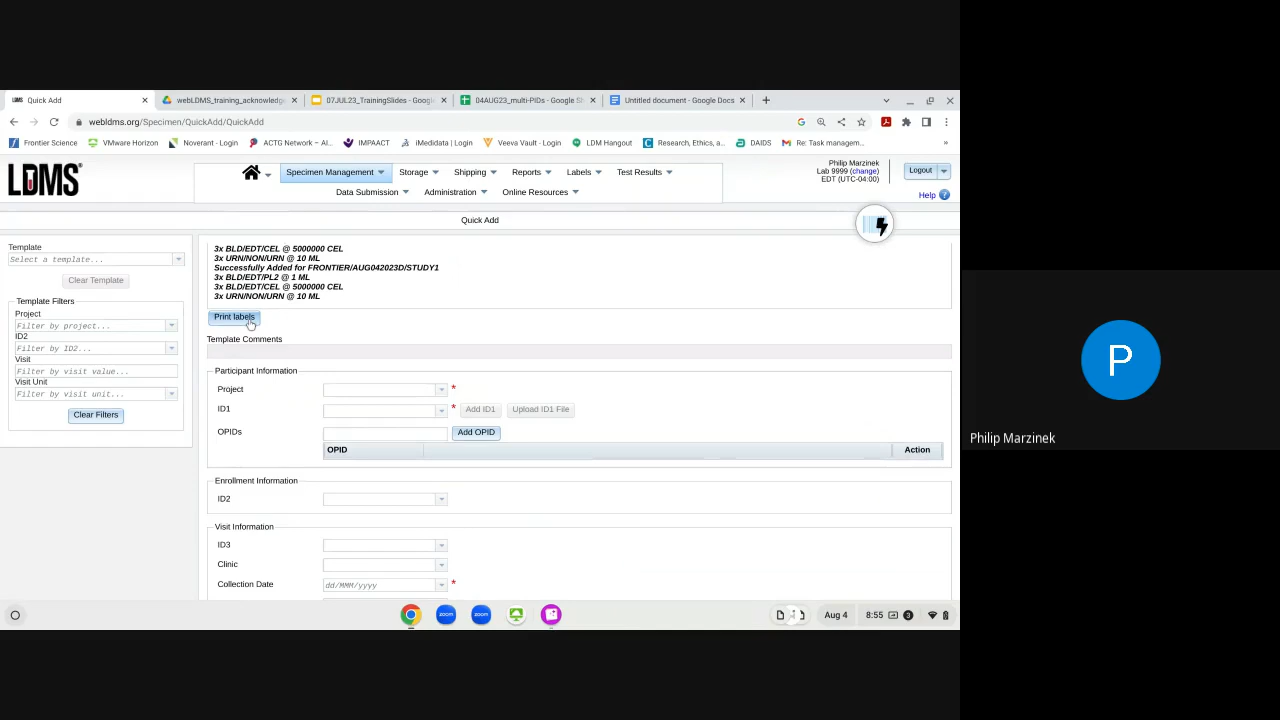 LDMS Quick Add
webLDMS_training_acknowledge
07JUL23_TrainingSlides - Google
04AUG23_multi-PIDs - Google Sh
Untitled document - Google Docs
webldms.org/Specimen/QuickAdd/QuickAdd
Frontier Science
VMware Horizon
Noverant - Login
ACTG Network – Al...
IMPAACT
iMedidata | Login
Veeva Vault - Login
LDM Hangout
Research, Ethics, a...
DAIDS
Re: Task managem...
»
LDMS®
Specimen Management
Storage
Shipping
Reports
Labels
Test Results
Data Submission
Administration
Online Resources
Philip Marzinek
Lab 9999 (change)
EDT (UTC-04:00)
Logout
Help ?
Quick Add
Template
Select a template...
Clear Template
Template Filters
Project
Filter by project...
ID2
Filter by ID2...
Visit
Filter by visit value...
Visit Unit
Filter by visit unit...
Clear Filters
3x BLD/EDT/CEL @ 5000000 CEL
3x URN/NON/URN @ 10 ML
Successfully Added for FRONTIER/AUG042023D/STUDY1
3x BLD/EDT/PL2 @ 1 ML
3x BLD/EDT/CEL @ 5000000 CEL
3x URN/NON/URN @ 10 ML
Print labels
Template Comments
Participant Information
Project *
ID1 * Add ID1 Upload ID1 File
OPIDs Add OPID
OPID Action
Enrollment Information
ID2
Visit Information
ID3
Clinic
Collection Date dd/MMM/yyyy *
zoom
zoom
Aug 4
8:55
3
P
Philip Marzinek